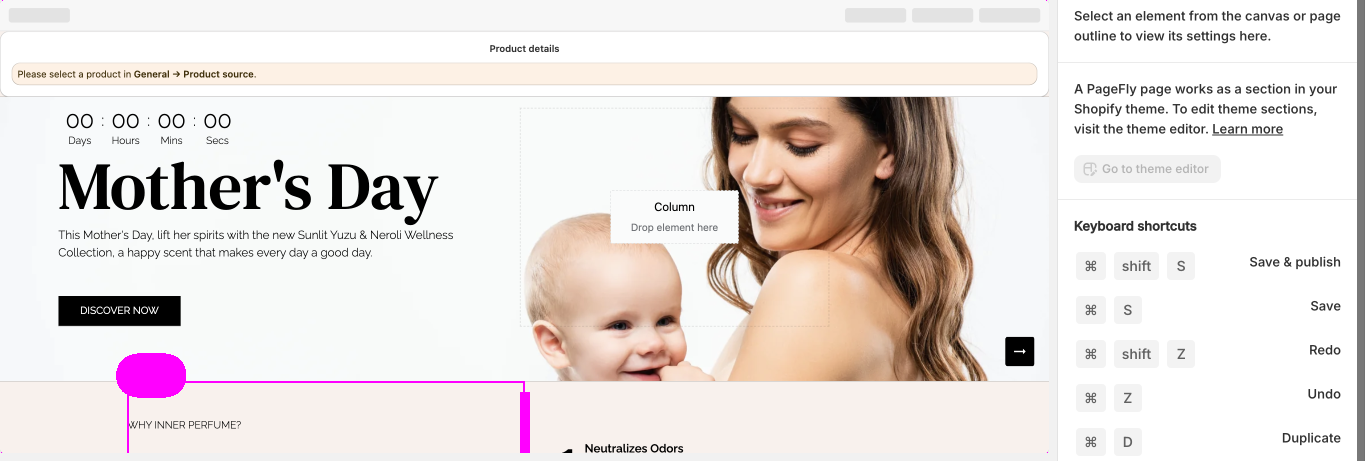 Product details
Please select a product in General → Product source.
00 : 00 : 00 : 00
Days Hours Mins Secs
Mother's Day
This Mother's Day, lift her spirits with the new Sunlit Yuzu & Neroli Wellness
Collection, a happy scent that makes every day a good day.
DISCOVER NOW
Column
Drop element here
→
WHY INNER PERFUME?
Neutralizes Odors
Select an element from the canvas or page
outline to view its settings here.
A PageFly page works as a section in your
Shopify theme. To edit theme sections,
visit the theme editor. Learn more
Go to theme editor
Keyboard shortcuts
⌘ shift S Save & publish
⌘ S Save
⌘ shift Z Redo
⌘ Z Undo
⌘ D Duplicate